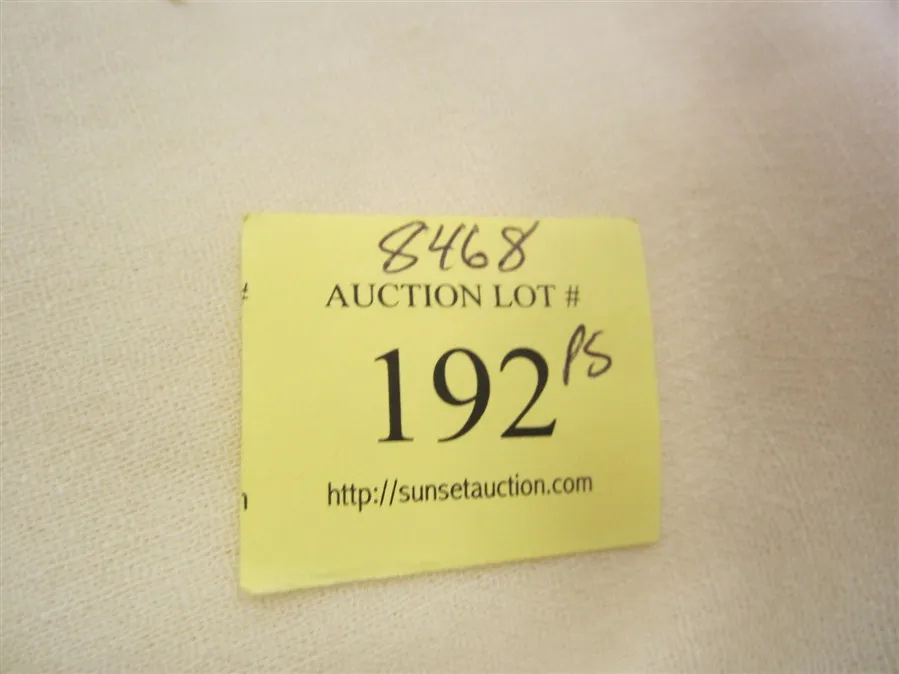 8468
AUCTION LOT #
192 PS
http://sunsetauction.com